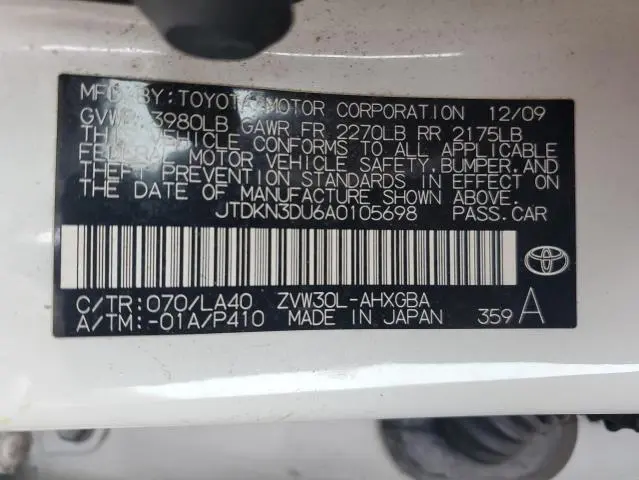 MFD. BY: TOYOTA MOTOR CORPORATION 12/09
GVWR 3980LB GAWR FR 2270LB RR 2175LB
THIS VEHICLE CONFORMS TO ALL APPLICABLE
FEDERAL MOTOR VEHICLE SAFETY, BUMPER, AND
THEFT PREVENTION STANDARDS IN EFFECT ON
THE DATE OF MANUFACTURE SHOWN ABOVE.
JTDKN3DU6A0105698 PASS. CAR
C/TR: 070/LA40 ZVW30L-AHXGBA
A/TM: -01A/P410 MADE IN JAPAN 359 A